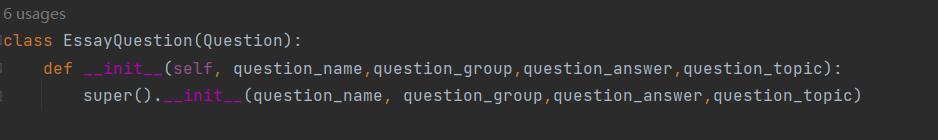 6 usages
class EssayQuestion(Question):
def __init__(self, question_name,question_group,question_answer,question_topic):
super().__init__(question_name, question_group,question_answer,question_topic)